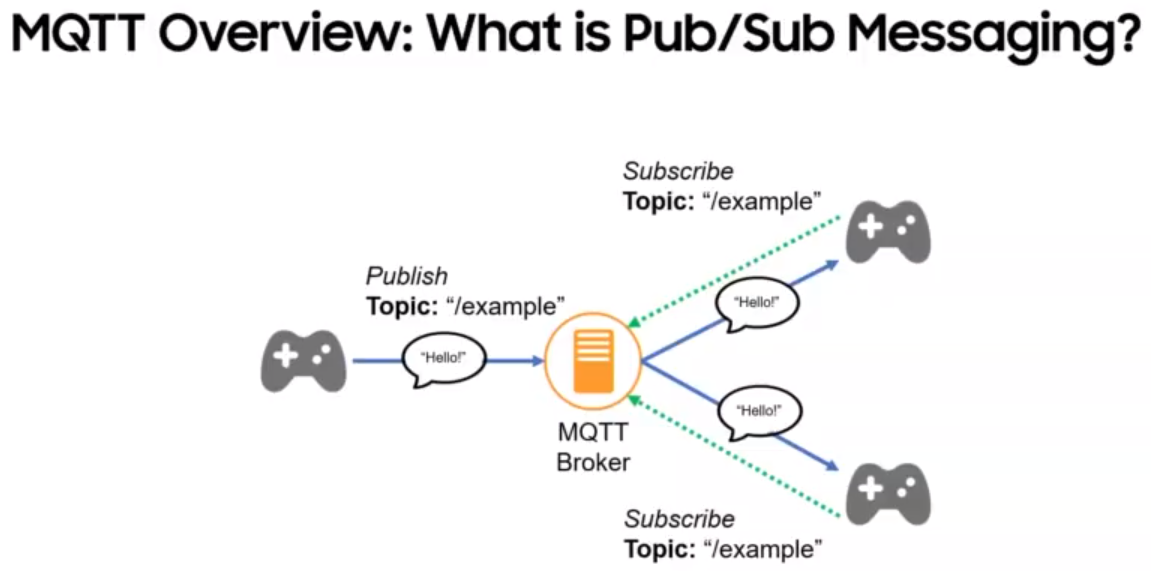 MQTT Overview: What is Pub/Sub Messaging?
Subscribe
Topic: “/example”
Publish
Topic: “/example”
“Hello!”
“Hello!”
“Hello!”
MQTT
Broker
Subscribe
Topic: “/example”